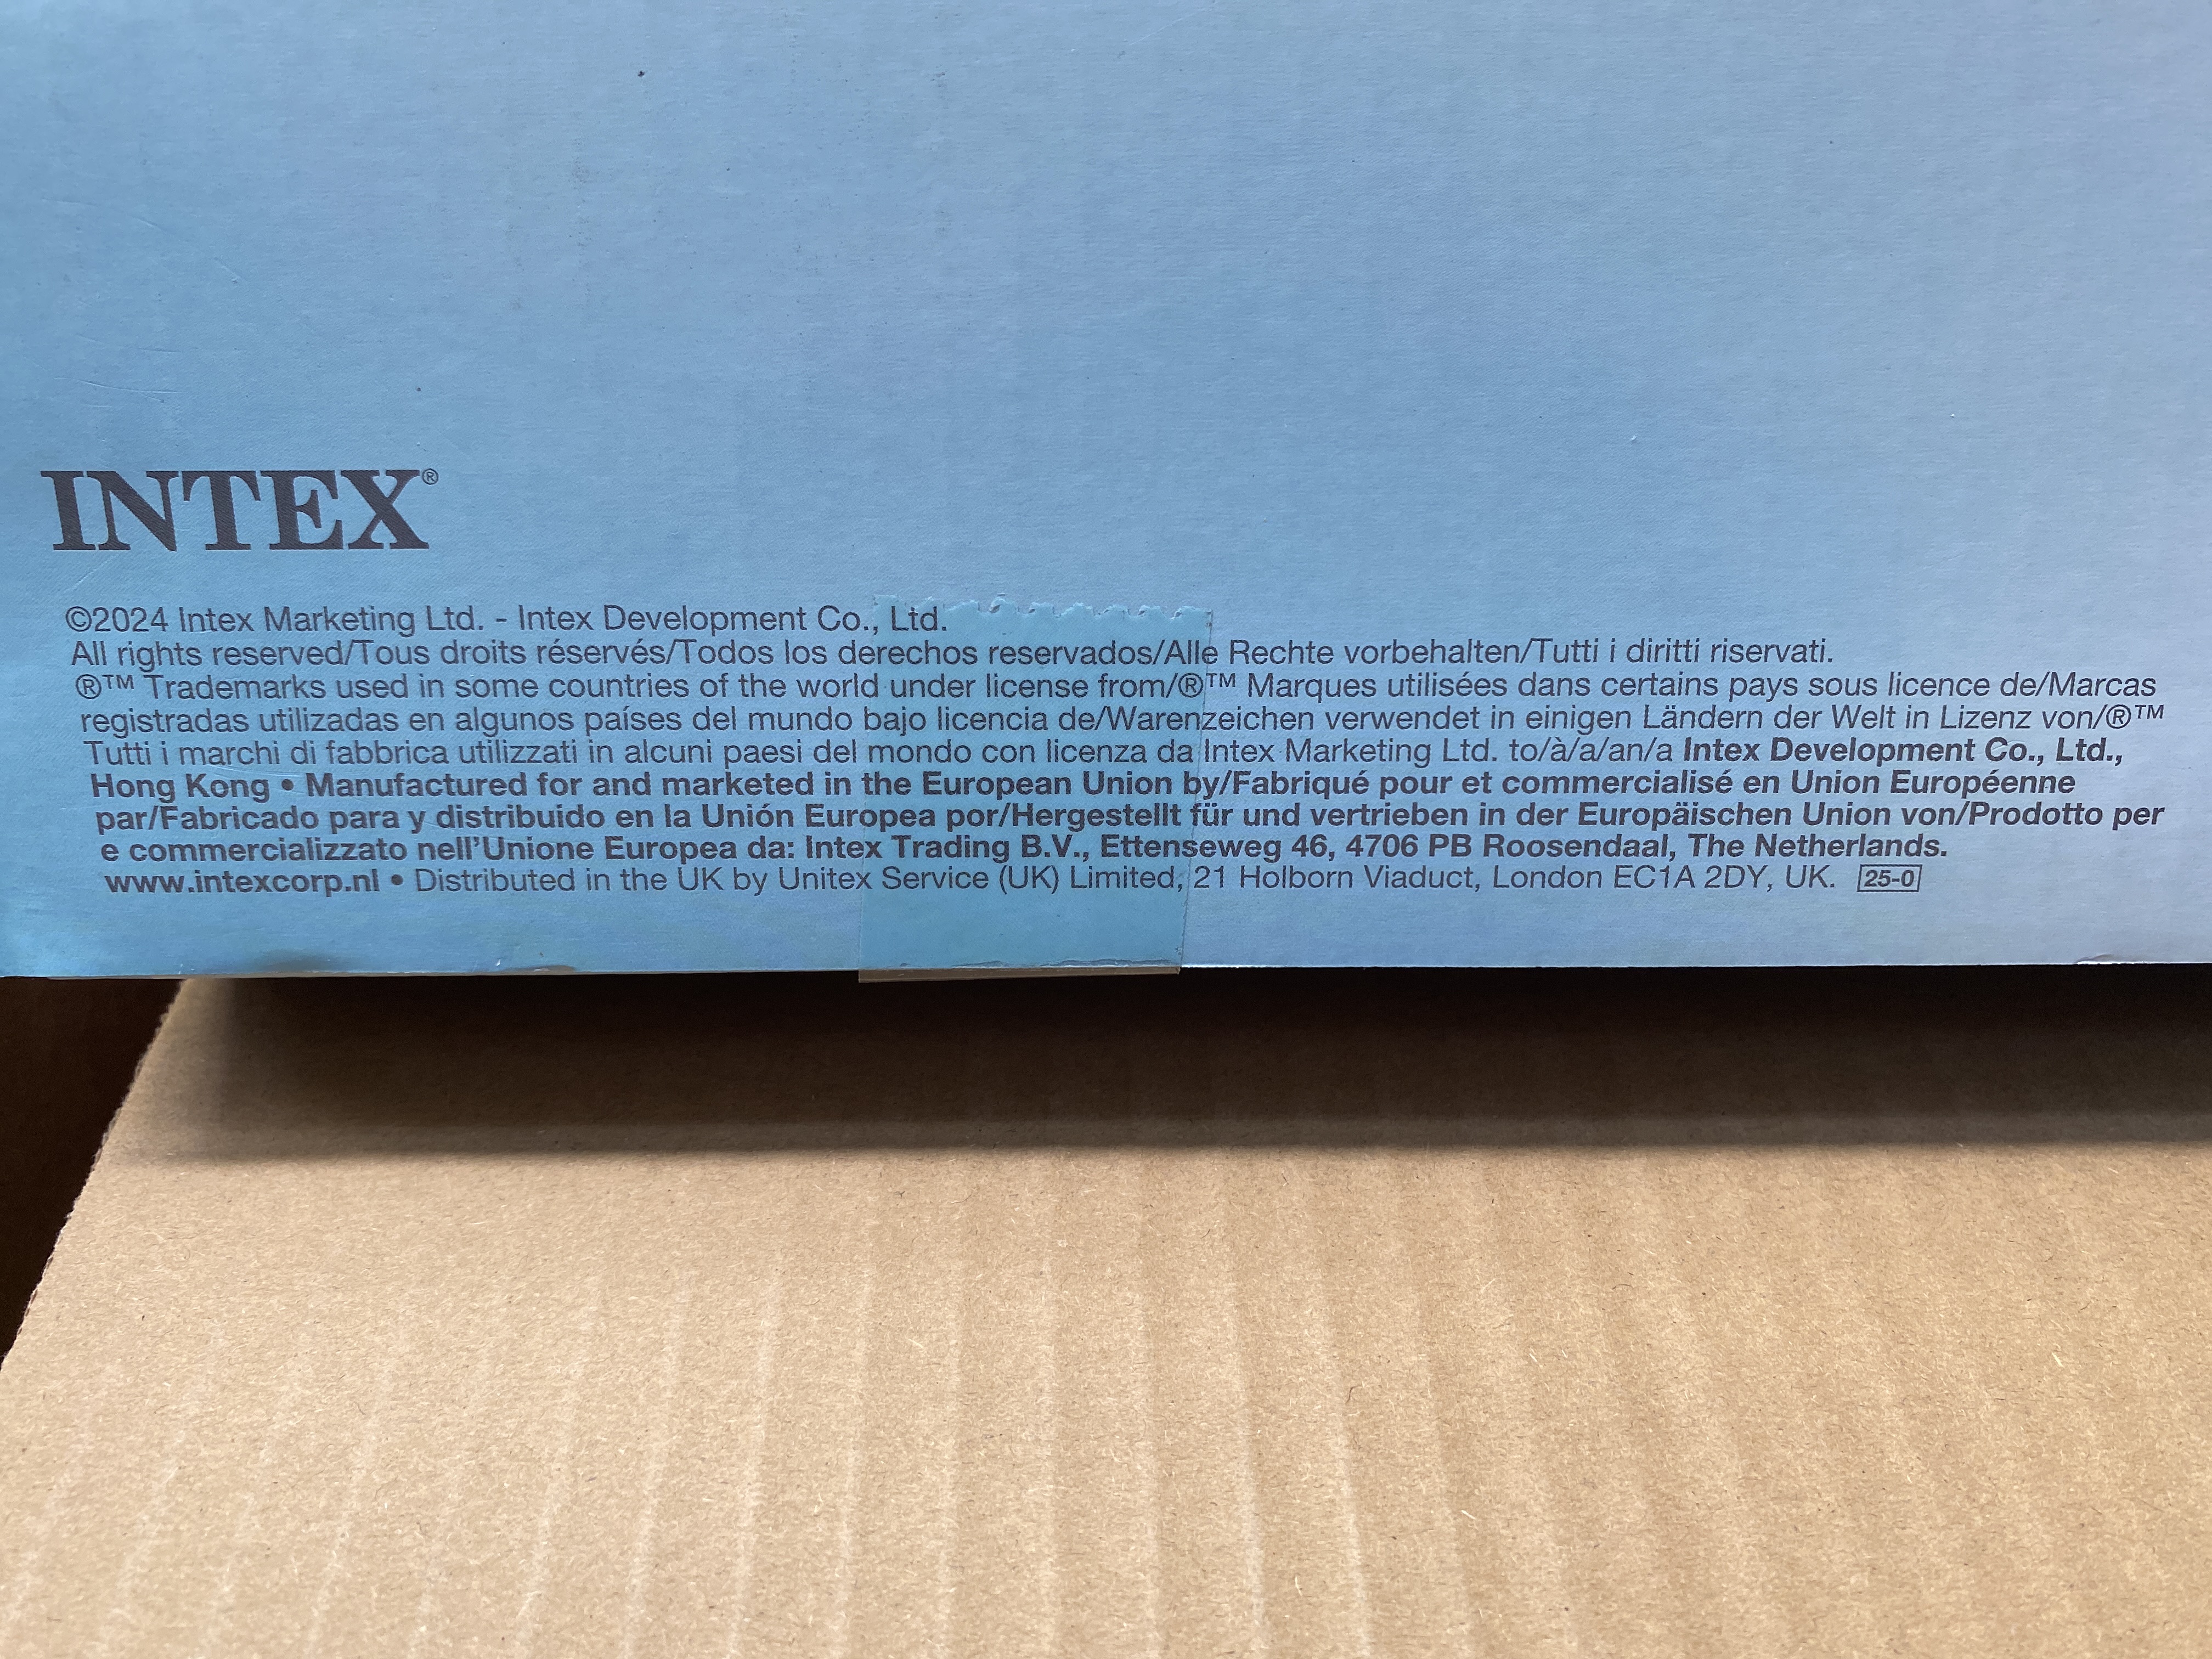 INTEX®
©2024 Intex Marketing Ltd. - Intex Development Co., Ltd.
All rights reserved/Tous droits réservés/Todos los derechos reservados/Alle Rechte vorbehalten/Tutti i diritti riservati.
®™ Trademarks used in some countries of the world under license from/®™ Marques utilisées dans certains pays sous licence de/Marcas
registradas utilizadas en algunos países del mundo bajo licencia de/Warenzeichen verwendet in einigen Ländern der Welt in Lizenz von/®™
Tutti i marchi di fabbrica utilizzati in alcuni paesi del mondo con licenza da Intex Marketing Ltd. to/à/a/an/a Intex Development Co., Ltd.,
Hong Kong • Manufactured for and marketed in the European Union by/Fabriqué pour et commercialisé en Union Européenne
par/Fabricado para y distribuido en la Unión Europea por/Hergestellt für und vertrieben in der Europäischen Union von/Prodotto per
e commercializzato nell'Unione Europea da: Intex Trading B.V., Ettenseweg 46, 4706 PB Roosendaal, The Netherlands.
www.intexcorp.nl • Distributed in the UK by Unitex Service (UK) Limited, 21 Holborn Viaduct, London EC1A 2DY, UK. 25-0